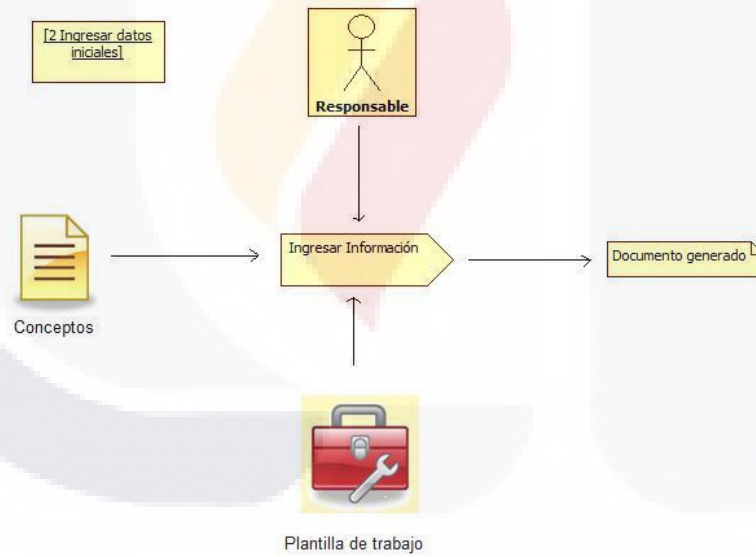 [2 Ingresar datos
iniciales]
Responsable
Ingresar Información
Documento generado
Conceptos
Plantilla de trabajo